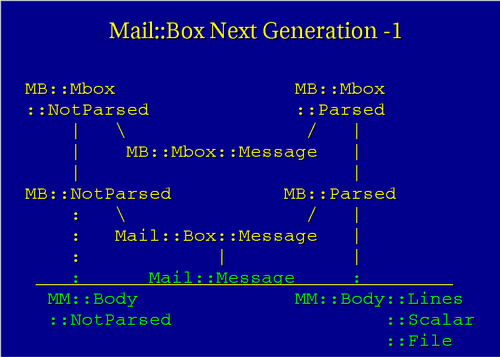 Mail::Box Next Generation -1
MB::Mbox MB::Mbox
::NotParsed ::Parsed
| \ / |
| MB::Mbox::Message |
| |
MB::NotParsed MB::Parsed
: \ / |
: Mail::Box::Message |
: | |
: Mail::Message :
MM::Body MM::Body::Lines
::NotParsed ::Scalar
::File